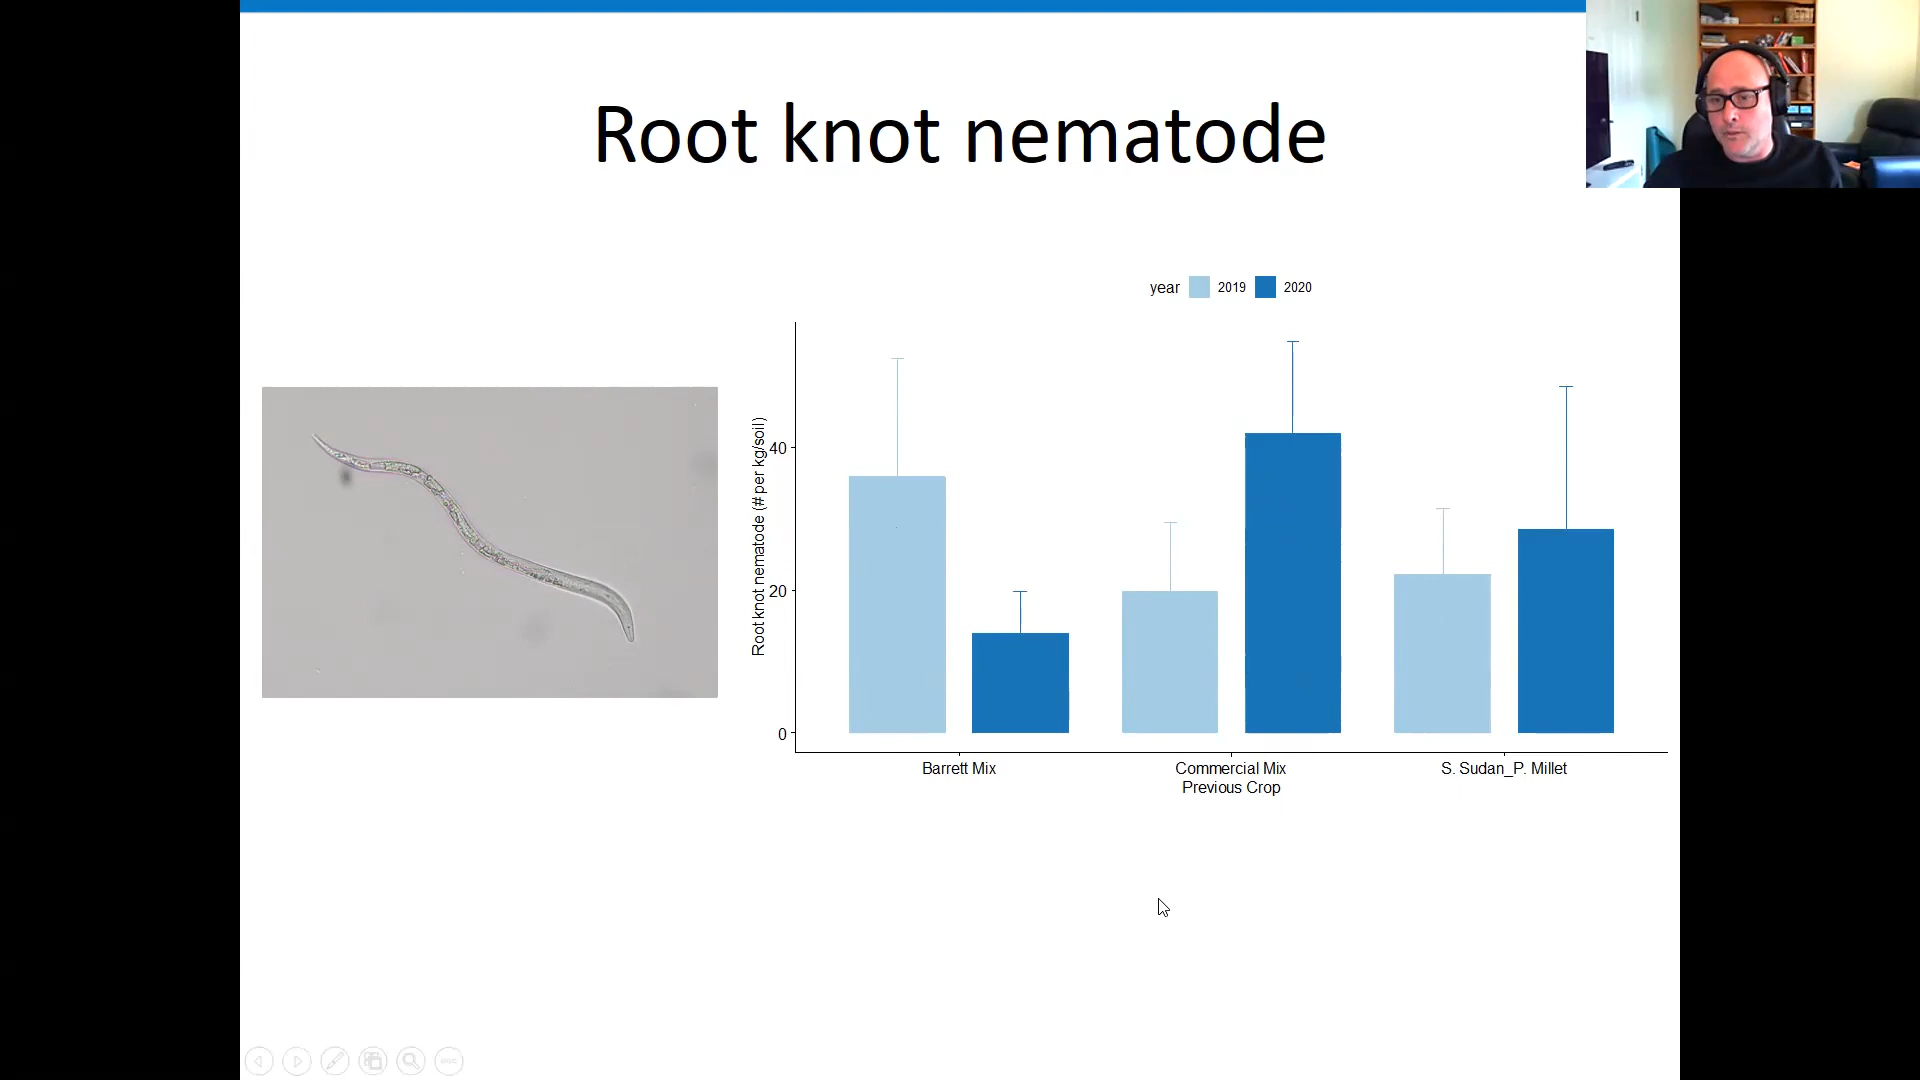 Root knot nematode
year 2019 2020
Root knot nematode (# per kg/soil)
40
20
0
Barrett Mix
Commercial Mix
S. Sudan_P. Millet
Previous Crop